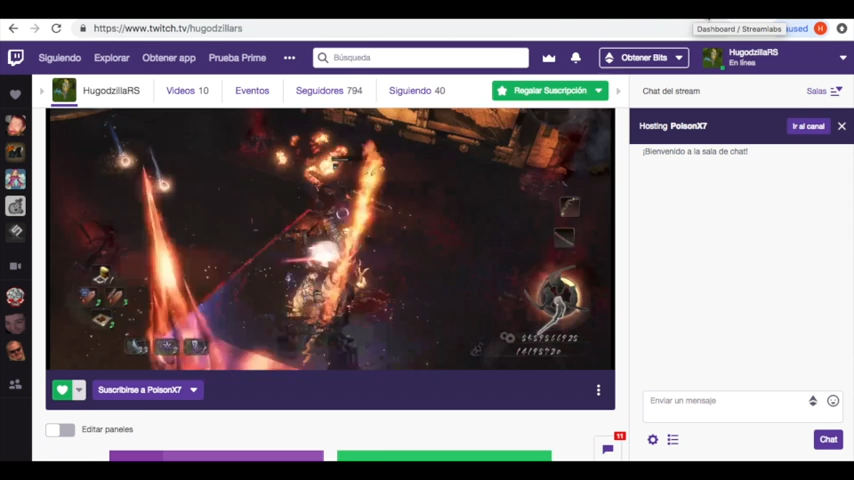 Dashboard / Streamlabs
https://www.twitch.tv/hugodzillars
aused
H
Siguiendo
Explorar
Obtener app
Prueba Prime
Búsqueda
Obtener Bits
HugodzillaRS
En línea
HugodzillaRS
Videos 10
Eventos
Seguidores 794
Siguiendo 40
Regalar Suscripción
Chat del stream
Salas
Hosting PoisonX7
Ir al canal
¡Bienvenido a la sala de chat!
Suscribirse a PoisonX7
Enviar un mensaje
Editar paneles
11
Chat